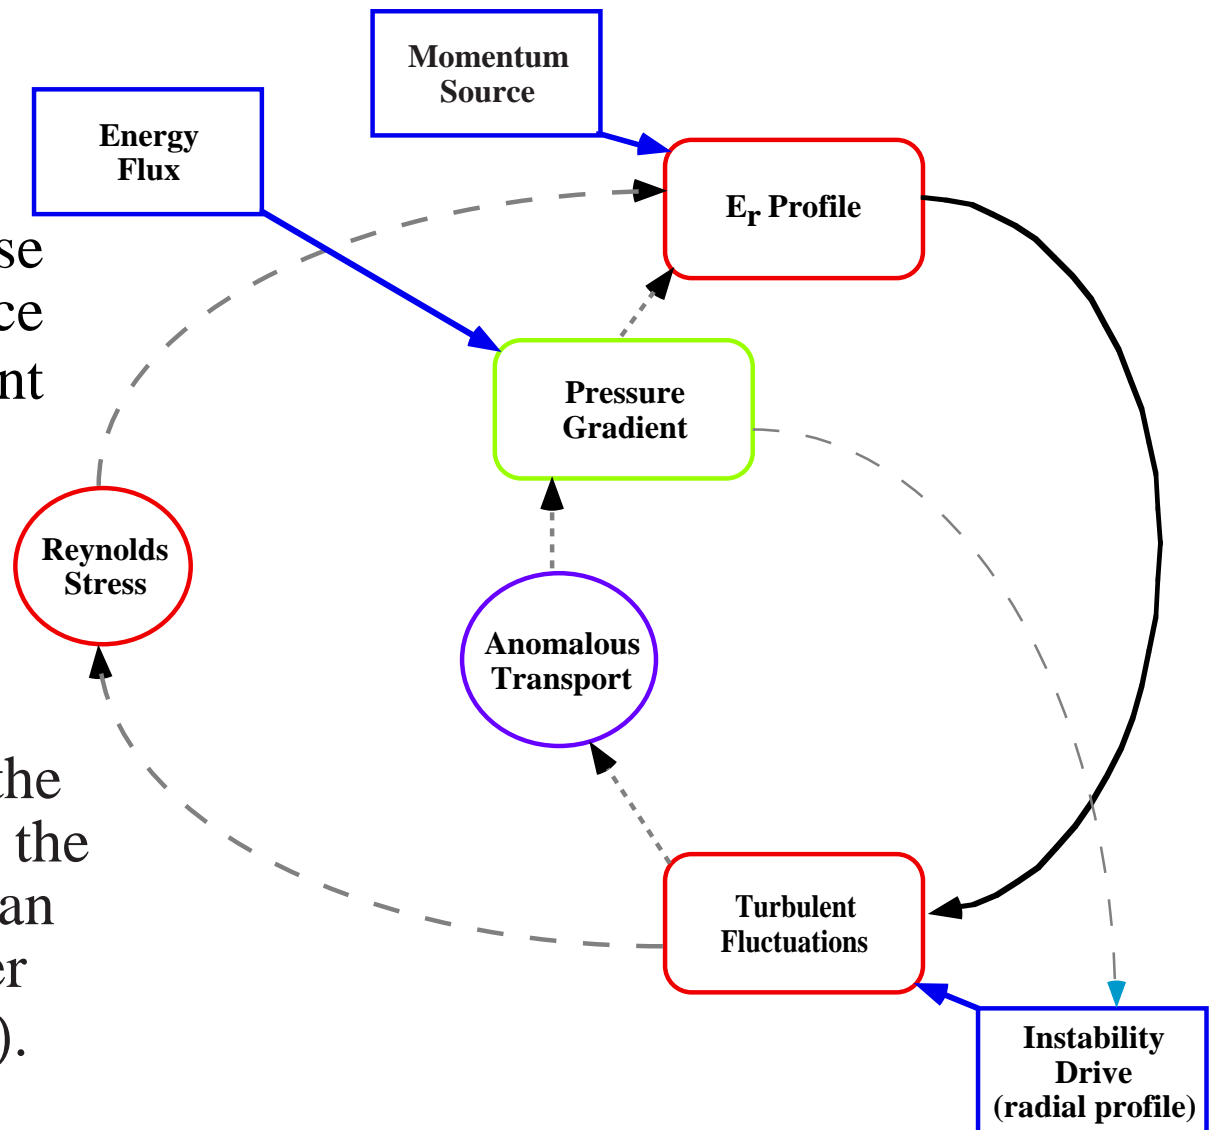 Momentum
Source
Energy
Flux
Er Profile
se
ce
nt
Pressure
Gradient
Reynolds
Stress
Anomalous
Transport
the
the
an
er
).
Turbulent
Fluctuations
Instability
Drive
(radial profile)